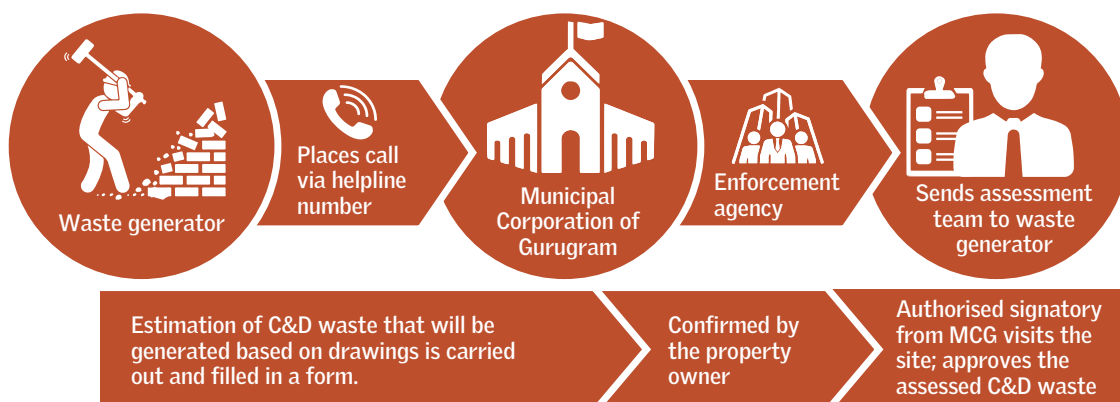 Waste generator
Places call
via helpline
number
Municipal
Corporation of
Gurugram
Enforcement
agency
Sends assessment
team to waste
generator
Estimation of C&D waste that will be
generated based on drawings is carried
out and filled in a form.
Confirmed by
the property
owner
Authorised signatory
from MCG visits the
site; approves the
assessed C&D waste